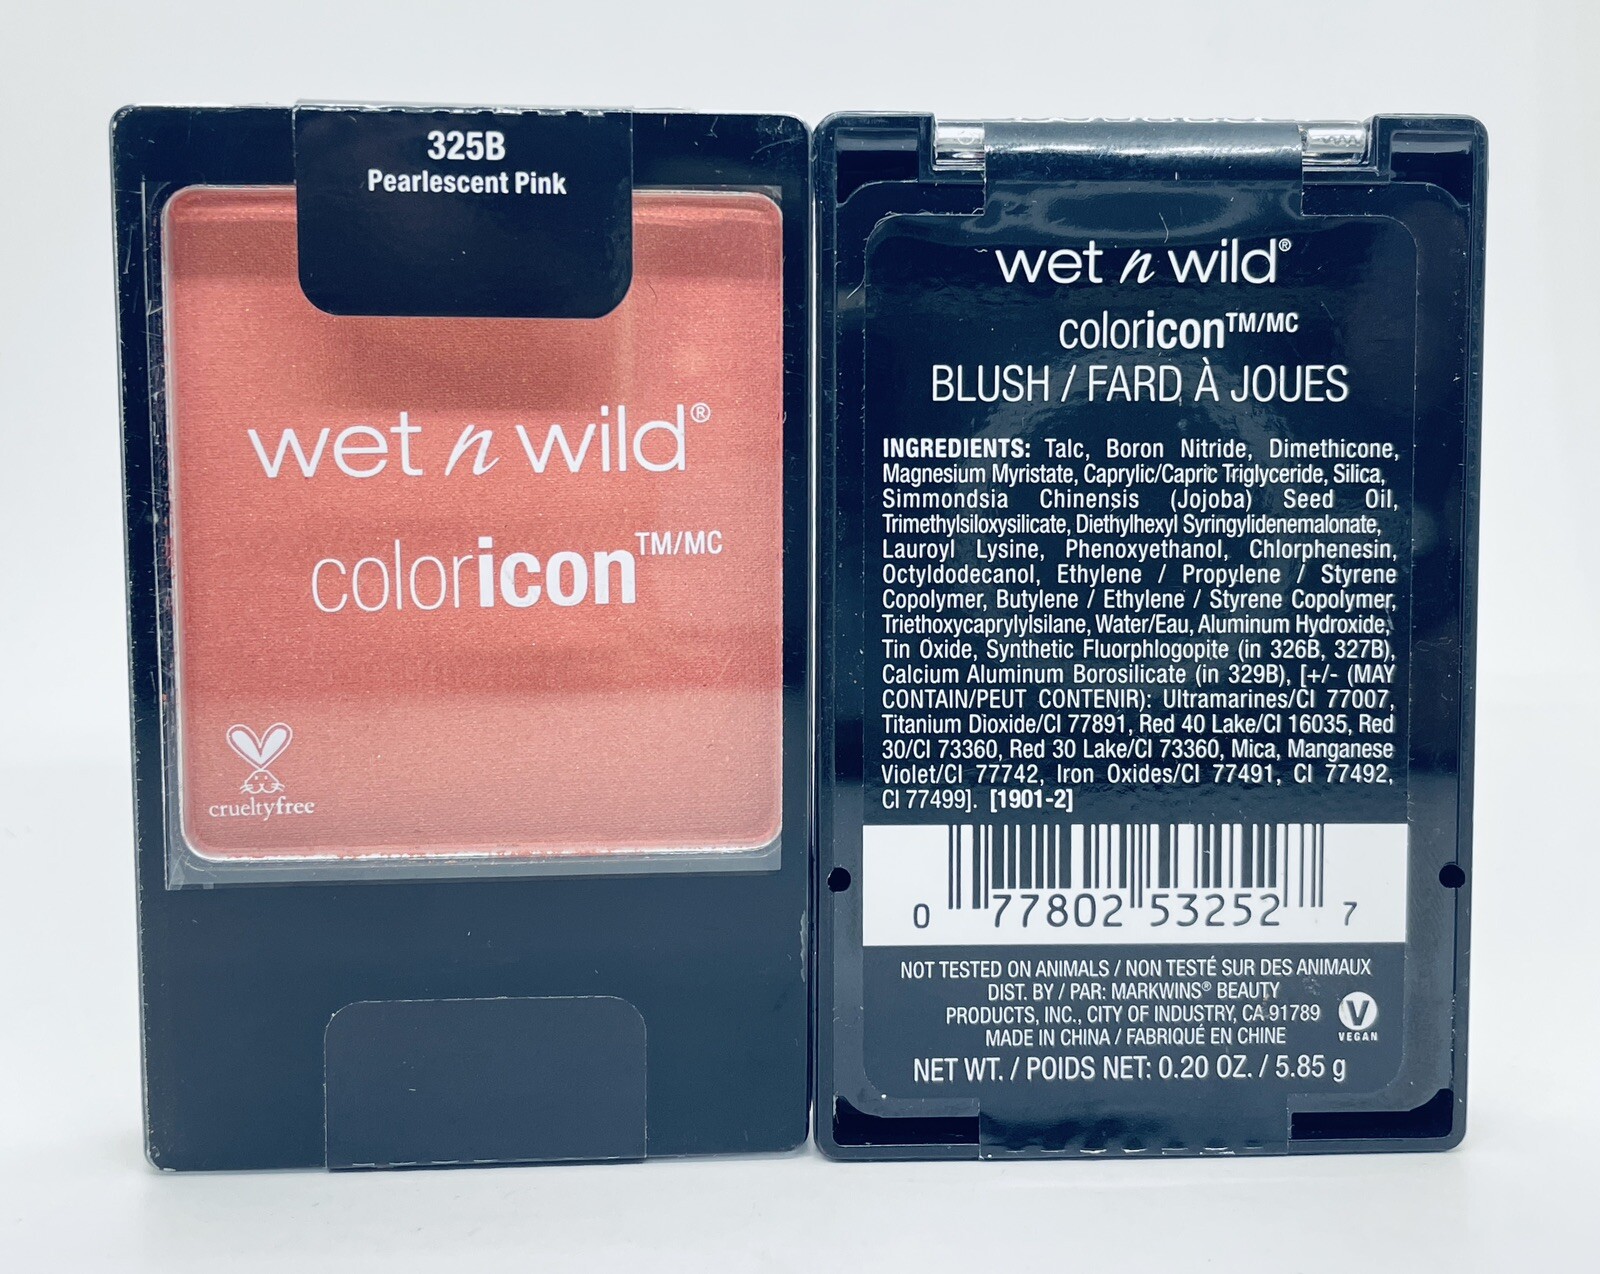 325B
Pearlescent Pink
wet n wild®
coloricon™/MC
crueltyfree
wet n wild®
coloricon™/MC
BLUSH / FARD À JOUES
INGREDIENTS: Talc, Boron Nitride, Dimethicone,
Magnesium Myristate, Caprylic/Capric Triglyceride, Silica,
Simmondsia Chinensis (Jojoba) Seed Oil,
Trimethylsiloxysilicate, Diethylhexyl Syringylidenemalonate,
Lauroyl Lysine, Phenoxyethanol, Chlorphenesin,
Octyldodecanol, Ethylene / Propylene / Styrene
Copolymer, Butylene / Ethylene / Styrene Copolymer,
Triethoxycaprylylsilane, Water/Eau, Aluminum Hydroxide,
Tin Oxide, Synthetic Fluorphlogopite (in 326B, 327B),
Calcium Aluminum Borosilicate (in 329B), [+/- (MAY
CONTAIN/PEUT CONTENIR): Ultramarines/CI 77007,
Titanium Dioxide/CI 77891, Red 40 Lake/CI 16035, Red
30/CI 73360, Red 30 Lake/CI 73360, Mica, Manganese
Violet/CI 77742, Iron Oxides/CI 77491, CI 77492,
CI 77499]. [1901-2]
0 77802 53252 7
NOT TESTED ON ANIMALS / NON TESTÉ SUR DES ANIMAUX
DIST. BY / PAR: MARKWINS® BEAUTY
PRODUCTS, INC., CITY OF INDUSTRY, CA 91789
MADE IN CHINA / FABRIQUÉ EN CHINE
V
VEGAN
NET WT. / POIDS NET: 0.20 OZ. / 5.85 g